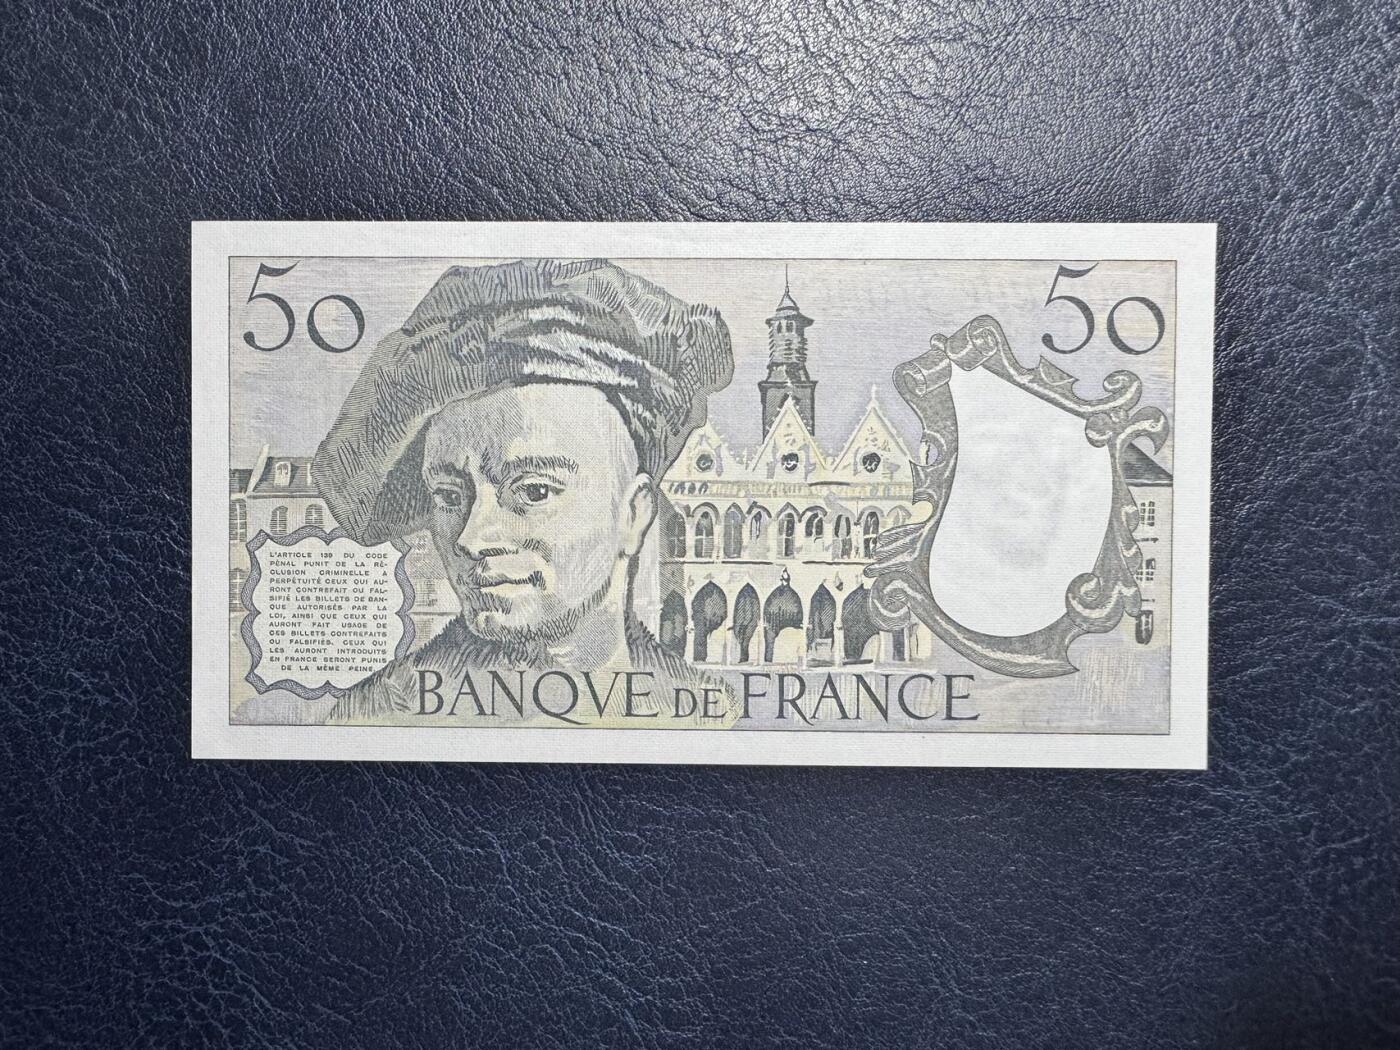 50
50
L'ARTICLE 139 DU CODE
PÉNAL PUNIT DE LA RÉ-
CLUSION CRIMINELLE A
PERPÉTUITÉ CEUX QUI AU-
RONT CONTREFAIT OU FAL-
SIFIÉ LES BILLETS DE BAN-
QUE AUTORISÉS PAR LA
LOI, AINSI QUE CEUX QUI
AURONT FAIT USAGE DE
CES BILLETS CONTREFAITS
OU FALSIFIÉS. CEUX QUI
LES AURONT INTRODUITS
EN FRANCE SERONT PUNIS
DE LA MÊME PEINE.
BANQVE DE FRANCE